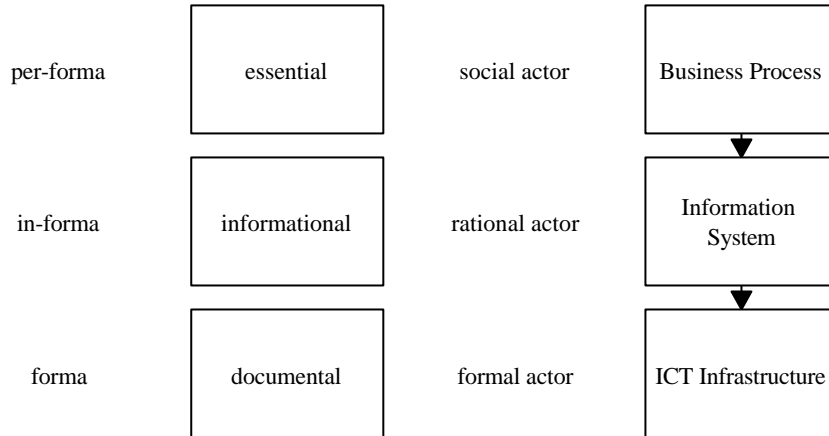 per-forma
essential
social actor
Business Process
in-forma
informational
rational actor
Information
System
forma
documental
formal actor
ICT Infrastructure